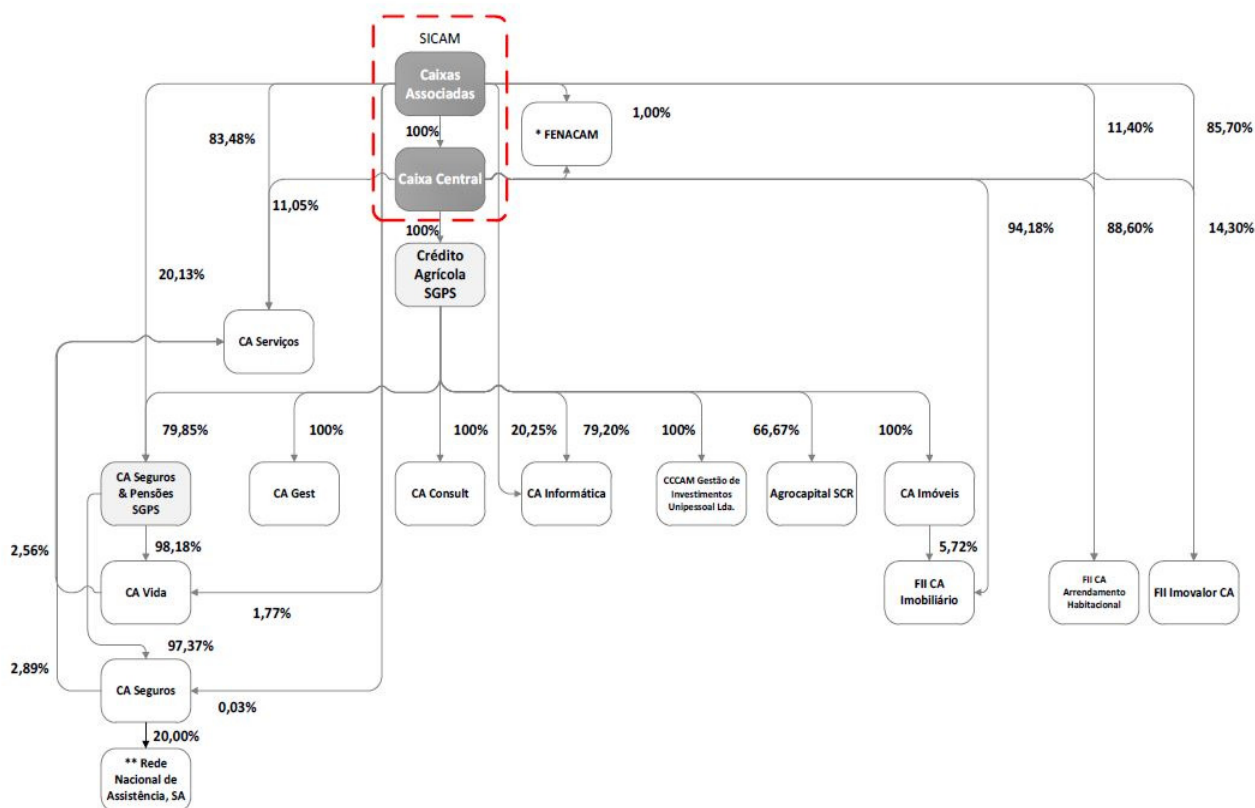 SICAM
Caixas
Associadas
1,00%
* FENACAM
100%
83,48%
11,40%
85,70%
Caixa Central
11,05%
100%
94,18%
88,60%
14,30%
Crédito
Agrícola
SGPS
20,13%
CA Serviços
79,85%
100%
100%
20,25%
79,20%
100%
66,67%
100%
CA Seguros
& Pensões
SGPS
CA Gest
CA Consult
CA Informática
CCCAM Gestão de
Investimentos
Unipessoal Lda.
Agrocapital SCR
CA Imóveis
2,56%
98,18%
5,72%
CA Vida
1,77%
FII CA
Imobiliário
FII CA
Arrendamento
Habitacional
FII Imovalor CA
97,37%
2,89%
CA Seguros
0,03%
20,00%
** Rede
Nacional de
Assistência, SA